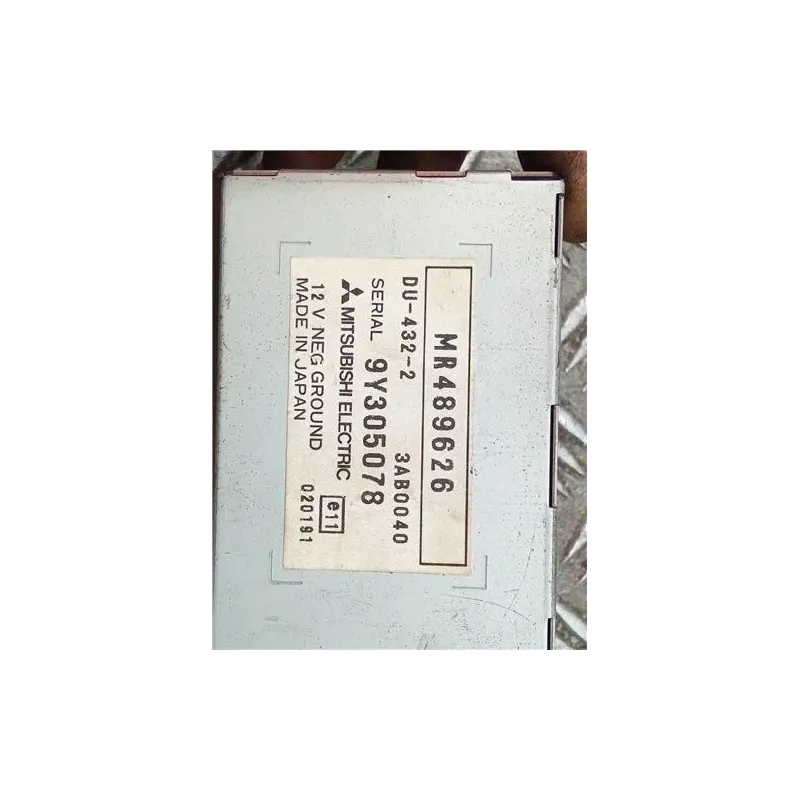 MR489626
DU-432-2 3AB0040
SERIAL 9Y305078
MITSUBISHI ELECTRIC
12 V NEG GROUND e11
MADE IN JAPAN 020191